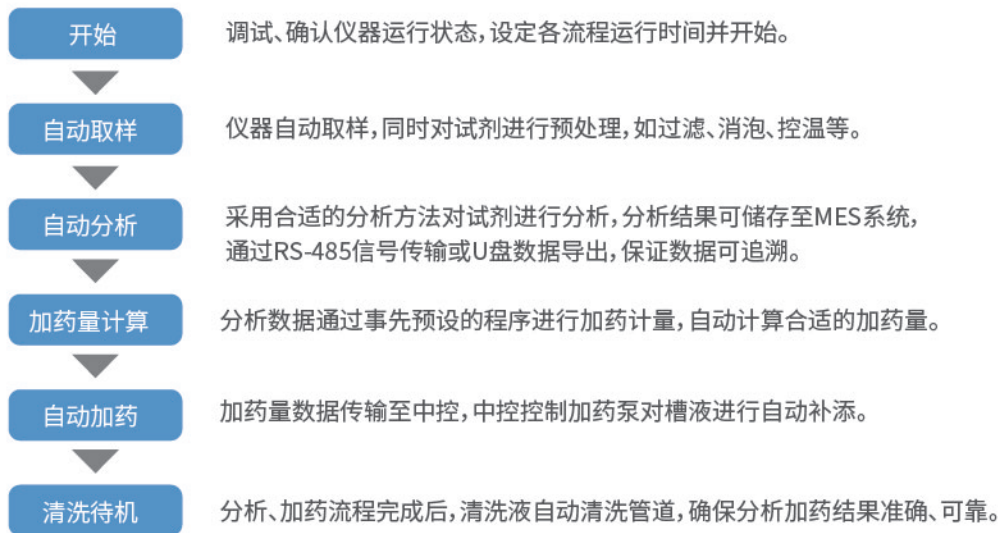 开始
调试、确认仪器运行状态,设定各流程运行时间并开始。
自动取样
仪器自动取样,同时对试剂进行预处理,如过滤、消泡、控温等。
自动分析
采用合适的分析方法对试剂进行分析,分析结果可储存至MES系统,
通过RS-485信号传输或U盘数据导出,保证数据可追溯。
加药量计算
分析数据通过事先预设的程序进行加药计量,自动计算合适的加药量。
自动加药
加药量数据传输至中控,中控控制加药泵对槽液进行自动补添。
清洗待机
分析、加药流程完成后,清洗液自动清洗管道,确保分析加药结果准确、可靠。